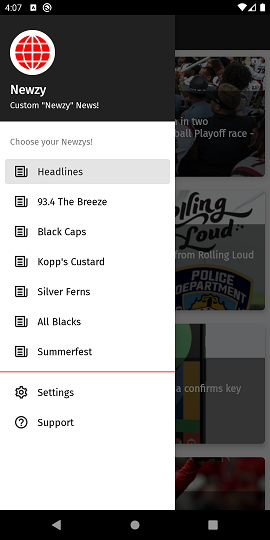 4:07
Newzy
Custom "Newzy" News!
Choose your Newzys!
Headlines
93.4 The Breeze
Black Caps
Kopp's Custard
Silver Ferns
All Blacks
Summerfest
Settings
Support
in two
ball Playoff race -
Rolling
Loud
from Rolling Loud
POLICE
DEPARTMENT
a confirms key